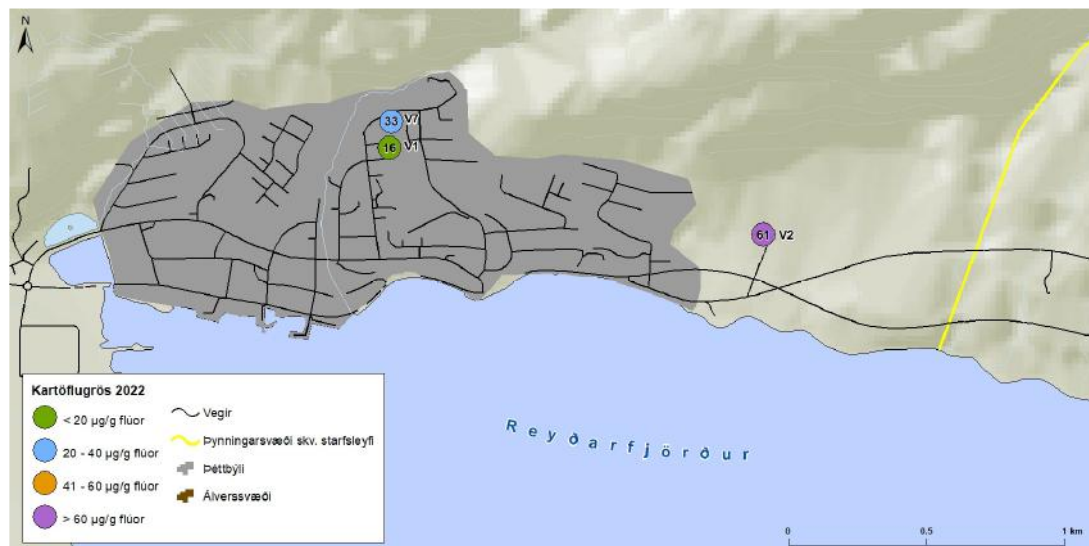 N
33 V7
16 V1
61 V2
Kartöflugrös 2022
< 20 µg/g flúor
20 - 40 µg/g flúor
41 - 60 µg/g flúor
> 60 µg/g flúor
Vegir
Þynningarsvæði skv. starfsleyfi
Þéttbýli
Álverssvæði
Reyðarfjörður
0 0.5 1 km